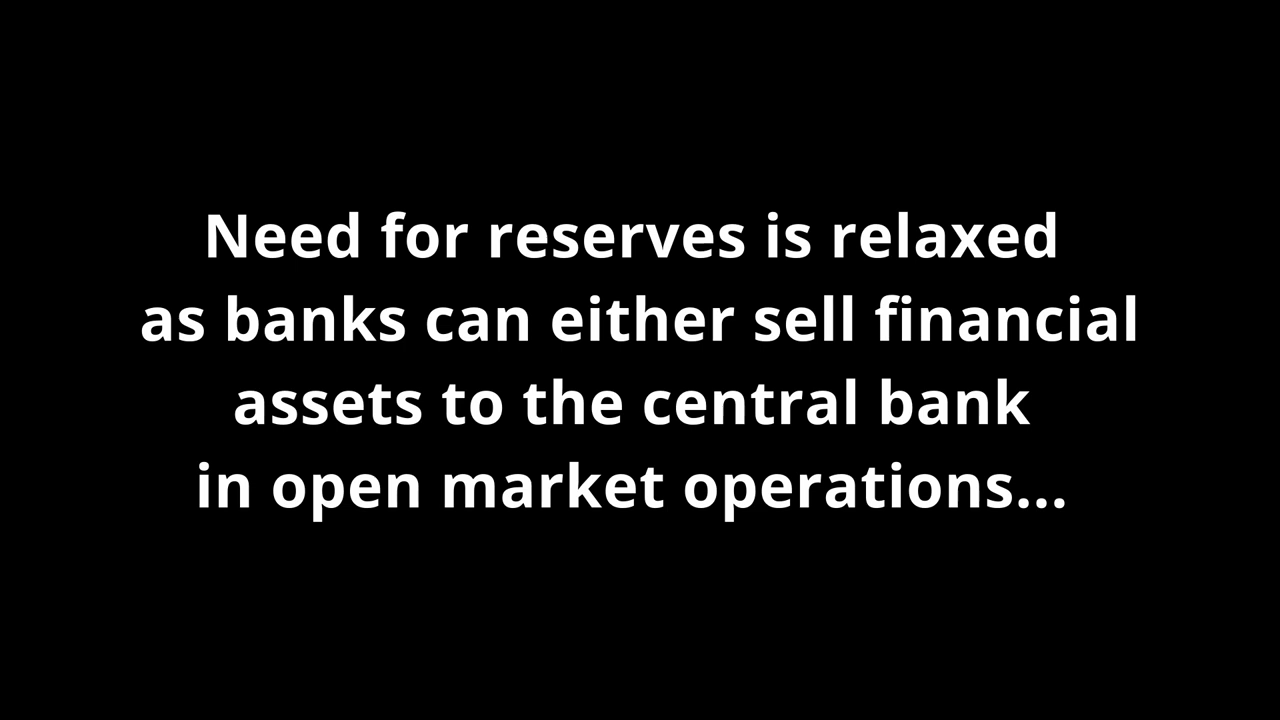 Need for reserves is relaxed
as banks can either sell financial
assets to the central bank
in open market operations...